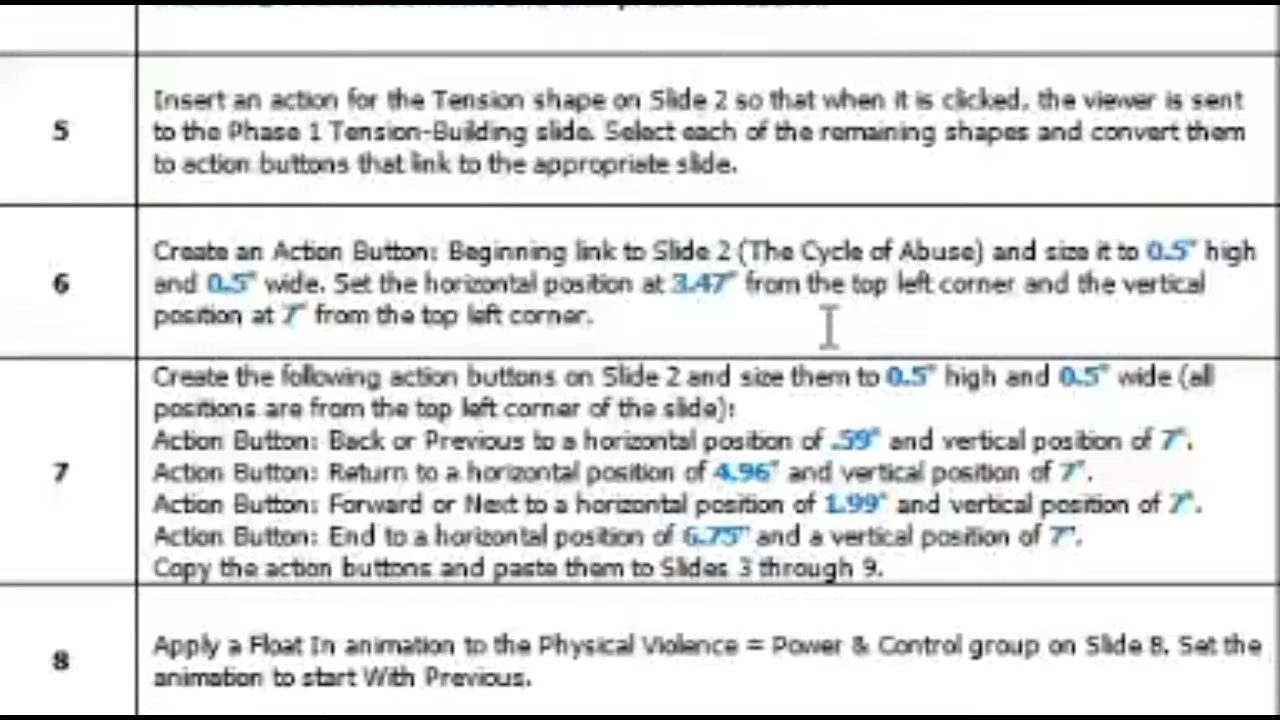 5
Insert an action for the Tension shape on Slide 2 so that when it is clicked, the viewer is sent
to the Phase 1 Tension-Building slide. Select each of the remaining shapes and convert them
to action buttons that link to the appropriate slide.
6
Create an Action Button: Beginning link to Slide 2 (The Cycle of Abuse) and size it to 0.5" high
and 0.5" wide. Set the horizontal position at 3.47" from the top left corner and the vertical
position at 7" from the top left corner.
7
Create the following action buttons on Slide 2 and size them to 0.5" high and 0.5" wide (all
positions are from the top left corner of the slide):
Action Button: Back or Previous to a horizontal position of .59" and vertical position of 7".
Action Button: Return to a horizontal position of 4.96" and vertical position of 7".
Action Button: Forward or Next to a horizontal position of 1.99" and vertical position of 7".
Action Button: End to a horizontal position of 6.75" and a vertical position of 7".
Copy the action buttons and paste them to Slides 3 through 9.
8
Apply a Float In animation to the Physical Violence = Power & Control group on Slide 8. Set the
animation to start With Previous.